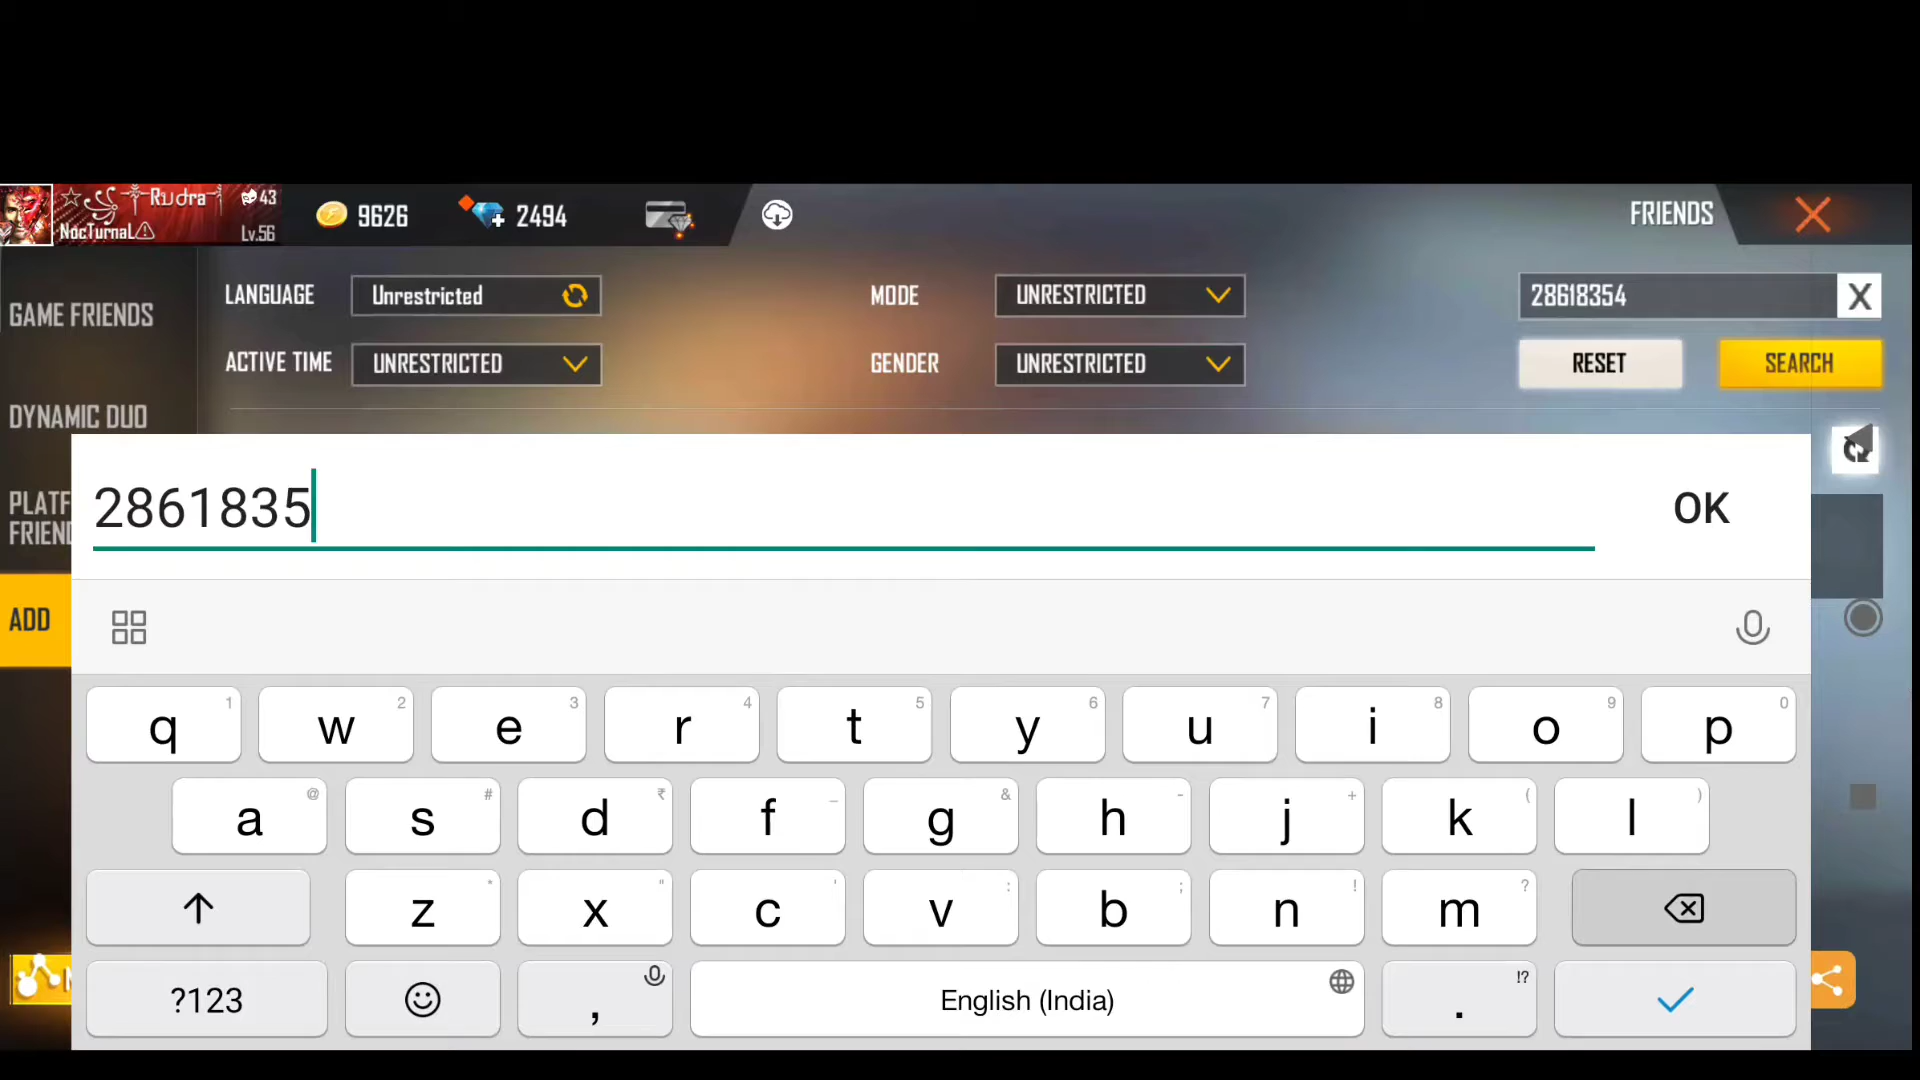 Rudra 43
NocTurnal⚠ Lv.56
9626
2494
FRIENDS
GAME FRIENDS
LANGUAGE Unrestricted
MODE UNRESTRICTED
28618354 X
ACTIVE TIME UNRESTRICTED
GENDER UNRESTRICTED
RESET
SEARCH
DYNAMIC DUO
PLATF
FRIEND
2861835
OK
ADD
q 1 w 2 e 3 r 4 t 5 y 6 u 7 i 8 o 9 p 0
a @ s # d ₹ f _ g & h - j + k ( l )
z * x " c ' v : b ; n ! m ?
?123 , English (India) . !?